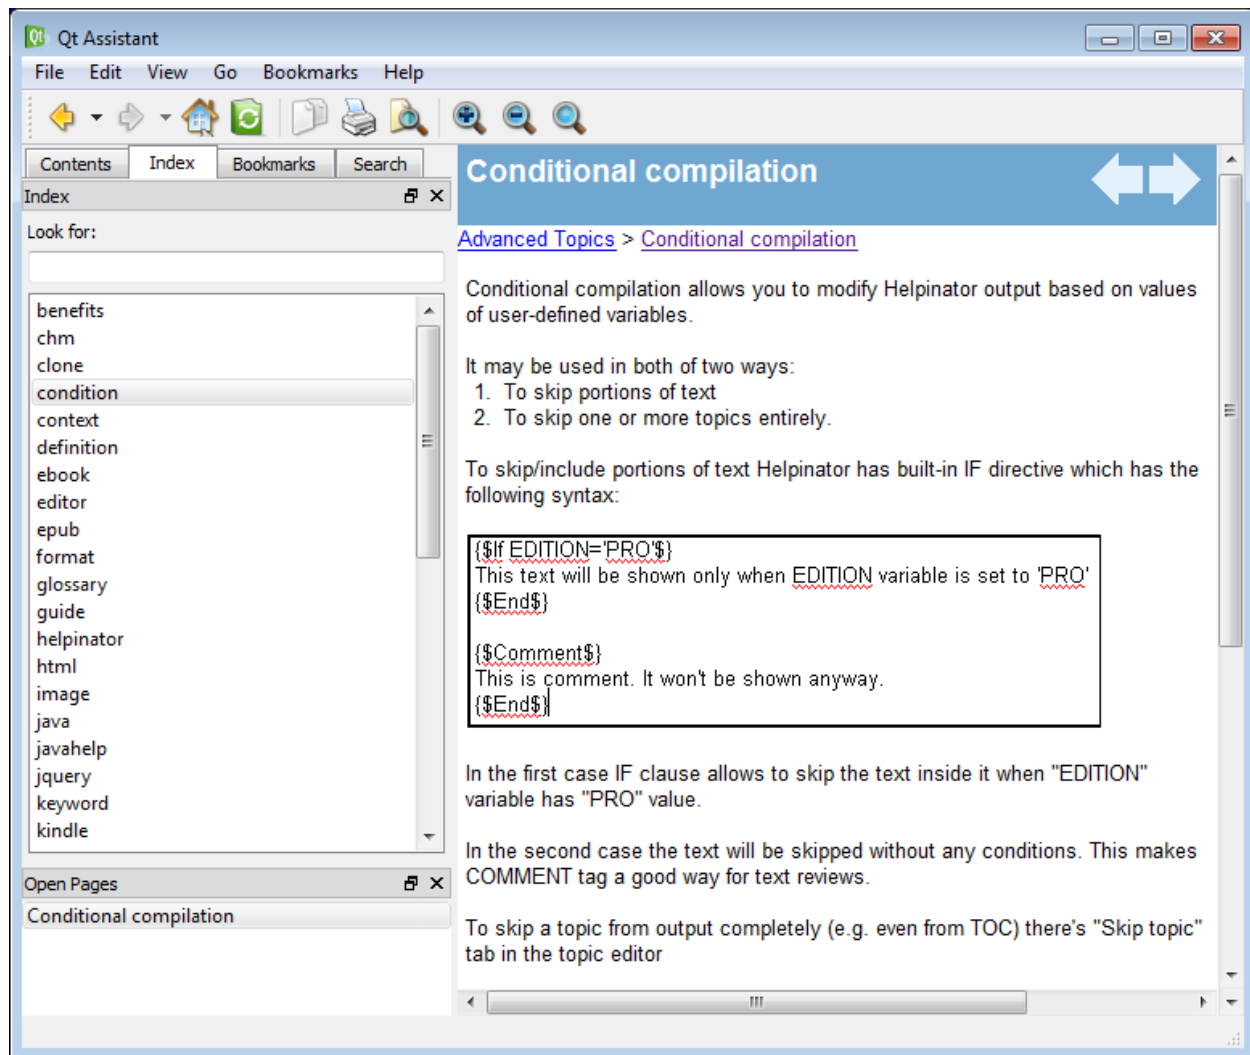 Qt Assistant
File Edit View Go Bookmarks Help
Contents Index Bookmarks Search
Index
Look for:
benefits
chm
clone
condition
context
definition
ebook
editor
epub
format
glossary
guide
helpinator
html
image
java
javahelp
jquery
keyword
kindle
Open Pages
Conditional compilation
Conditional compilation
Advanced Topics > Conditional compilation
Conditional compilation allows you to modify Helpinator output based on values
of user-defined variables.
It may be used in both of two ways:
1. To skip portions of text
2. To skip one or more topics entirely.
To skip/include portions of text Helpinator has built-in IF directive which has the
following syntax:
{$If EDITION='PRO'$}
This text will be shown only when EDITION variable is set to 'PRO'
{$End$}
{$Comment$}
This is comment. It won't be shown anyway.
{$End$}
In the first case IF clause allows to skip the text inside it when "EDITION"
variable has "PRO" value.
In the second case the text will be skipped without any conditions. This makes
COMMENT tag a good way for text reviews.
To skip a topic from output completely (e.g. even from TOC) there's "Skip topic"
tab in the topic editor